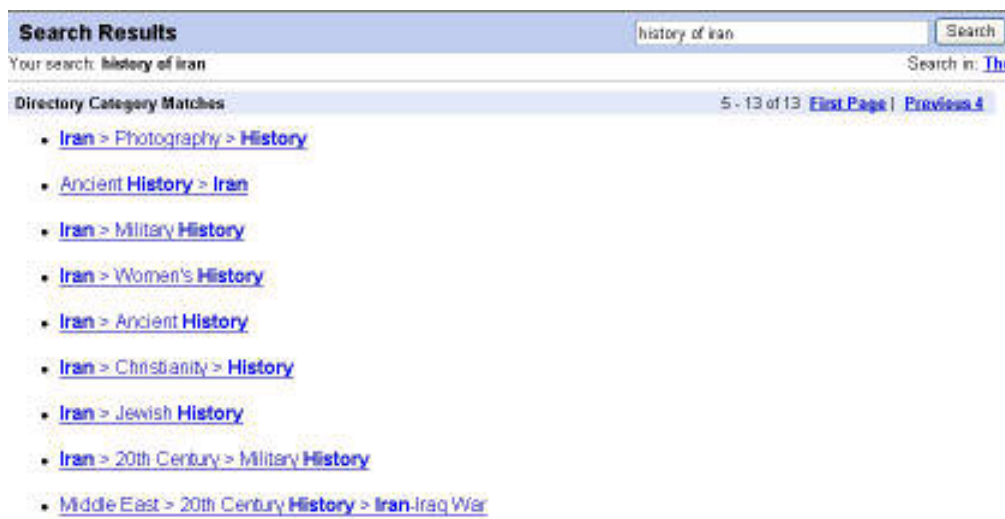 Search Results history of iran Search
Your search: history of iran Search in: The
Directory Category Matches 5 - 13 of 13 First Page | Previous 4
Iran > Photography > History
Ancient History > Iran
Iran > Military History
Iran > Women's History
Iran > Ancient History
Iran > Christianity > History
Iran > Jewish History
Iran > 20th Century > Military History
Middle East > 20th Century History > Iran-Iraq War